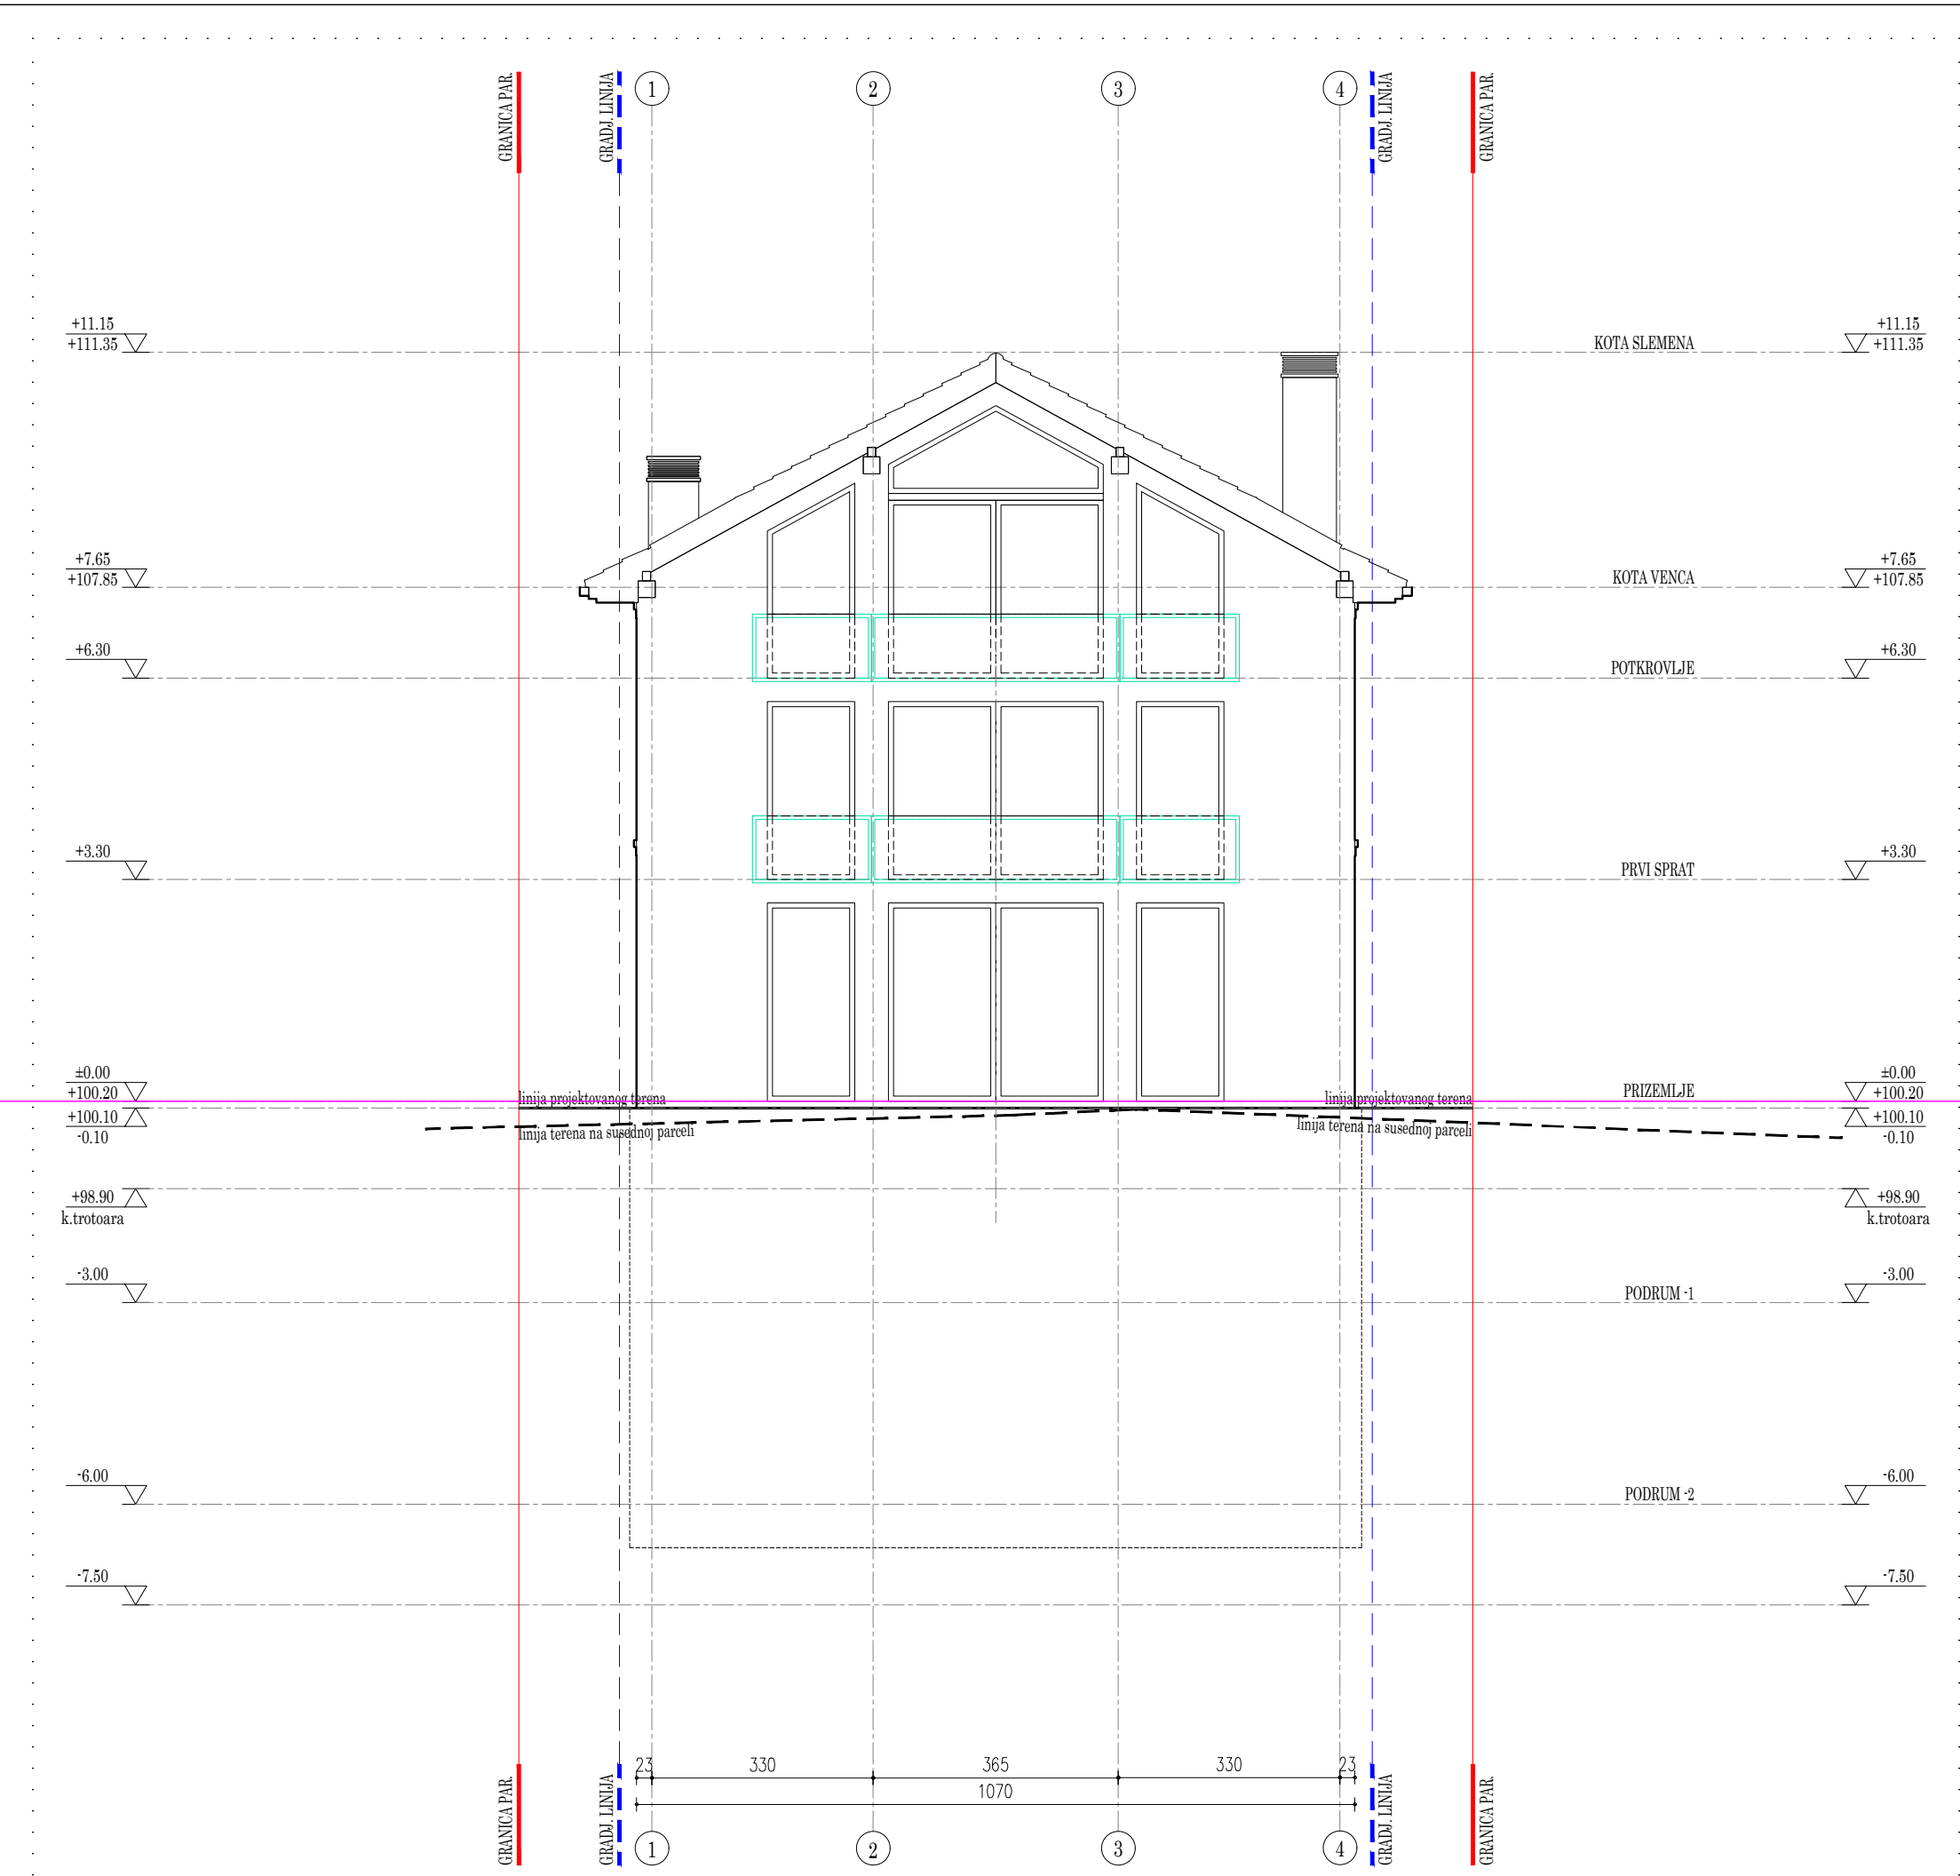 GRANICA PAR.
GRADJ. LINIJA
1
2
3
4
GRADJ. LINIJA
GRANICA PAR.
+11.15
+111.35
KOTA SLEMENA
+11.15
+111.35
+7.65
+107.85
KOTA VENCA
+7.65
+107.85
+6.30
POTKROVLJE
+6.30
+3.30
PRVI SPRAT
+3.30
±0.00
+100.20
linija projektovanog terena
linija projektovanog terena
PRIZEMLJE
±0.00
+100.20
+100.10
-0.10
linija terena na susednoj parceli
linija terena na susednoj parceli
+100.10
-0.10
+98.90
k.trotoara
+98.90
k.trotoara
-3.00
PODRUM -1
-3.00
-6.00
PODRUM -2
-6.00
-7.50
-7.50
23
330
365
330
23
1070
GRANICA PAR.
GRADJ. LINIJA
1
2
3
4
GRADJ. LINIJA
GRANICA PAR.